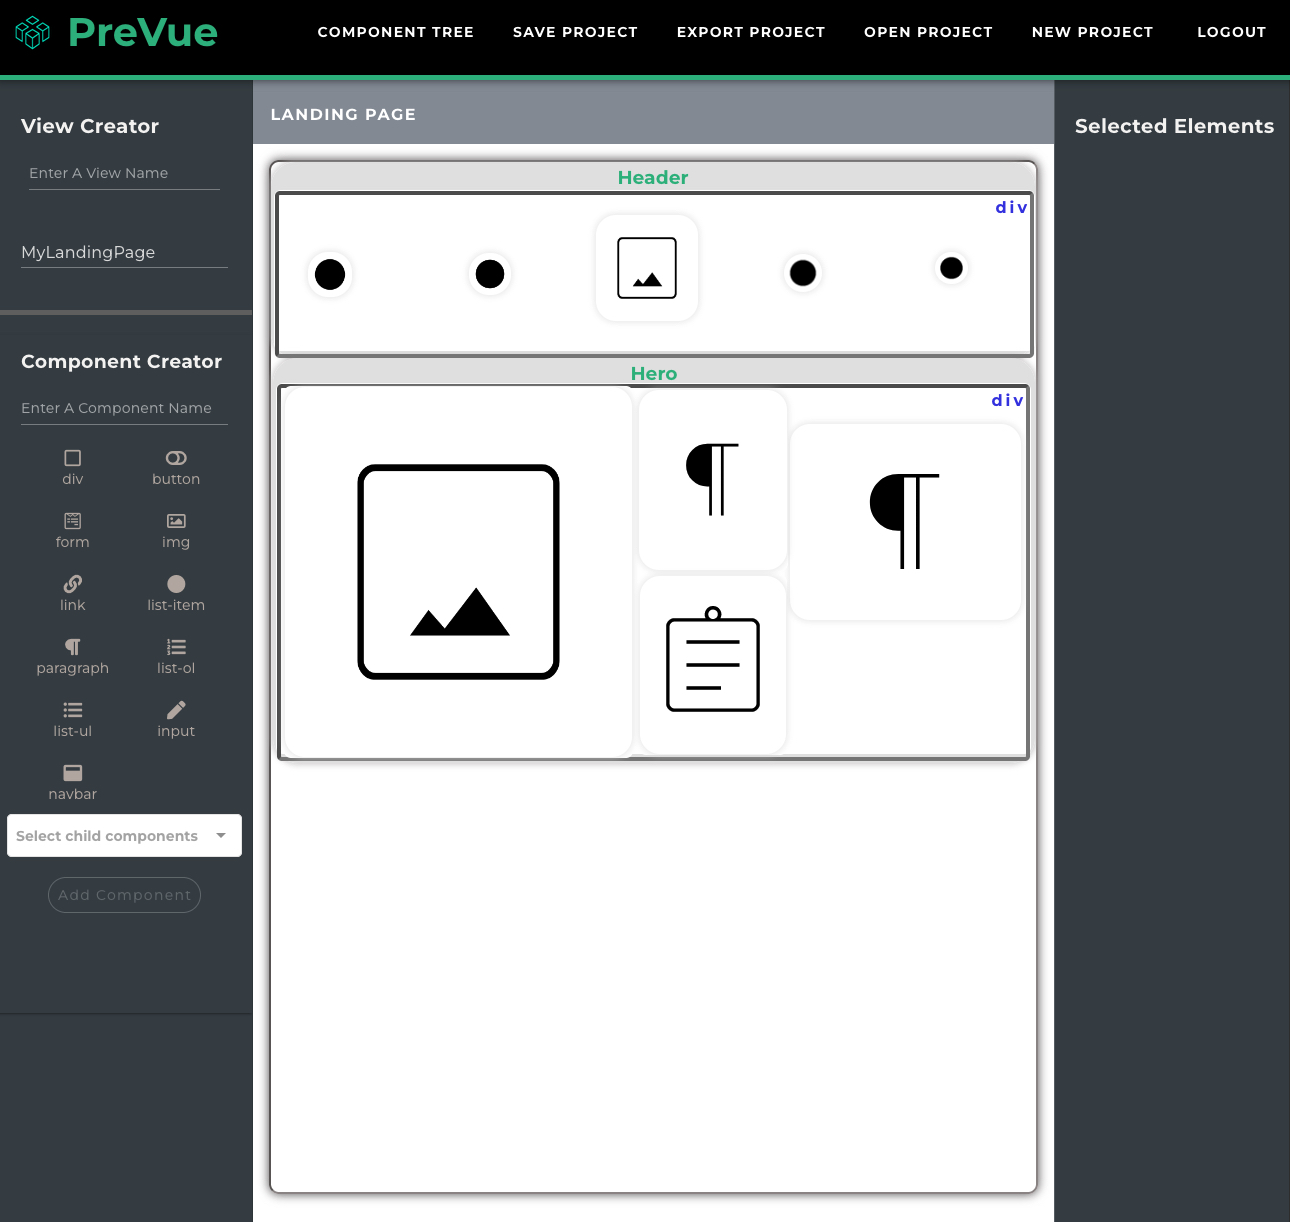 PreVue
COMPONENT TREE
SAVE PROJECT
EXPORT PROJECT
OPEN PROJECT
NEW PROJECT
LOGOUT
View Creator
Enter A View Name
MyLandingPage
Component Creator
Enter A Component Name
div
button
form
img
link
list-item
paragraph
list-ol
list-ul
input
navbar
Select child components
Add Component
LANDING PAGE
Header
div
Hero
div
Selected Elements